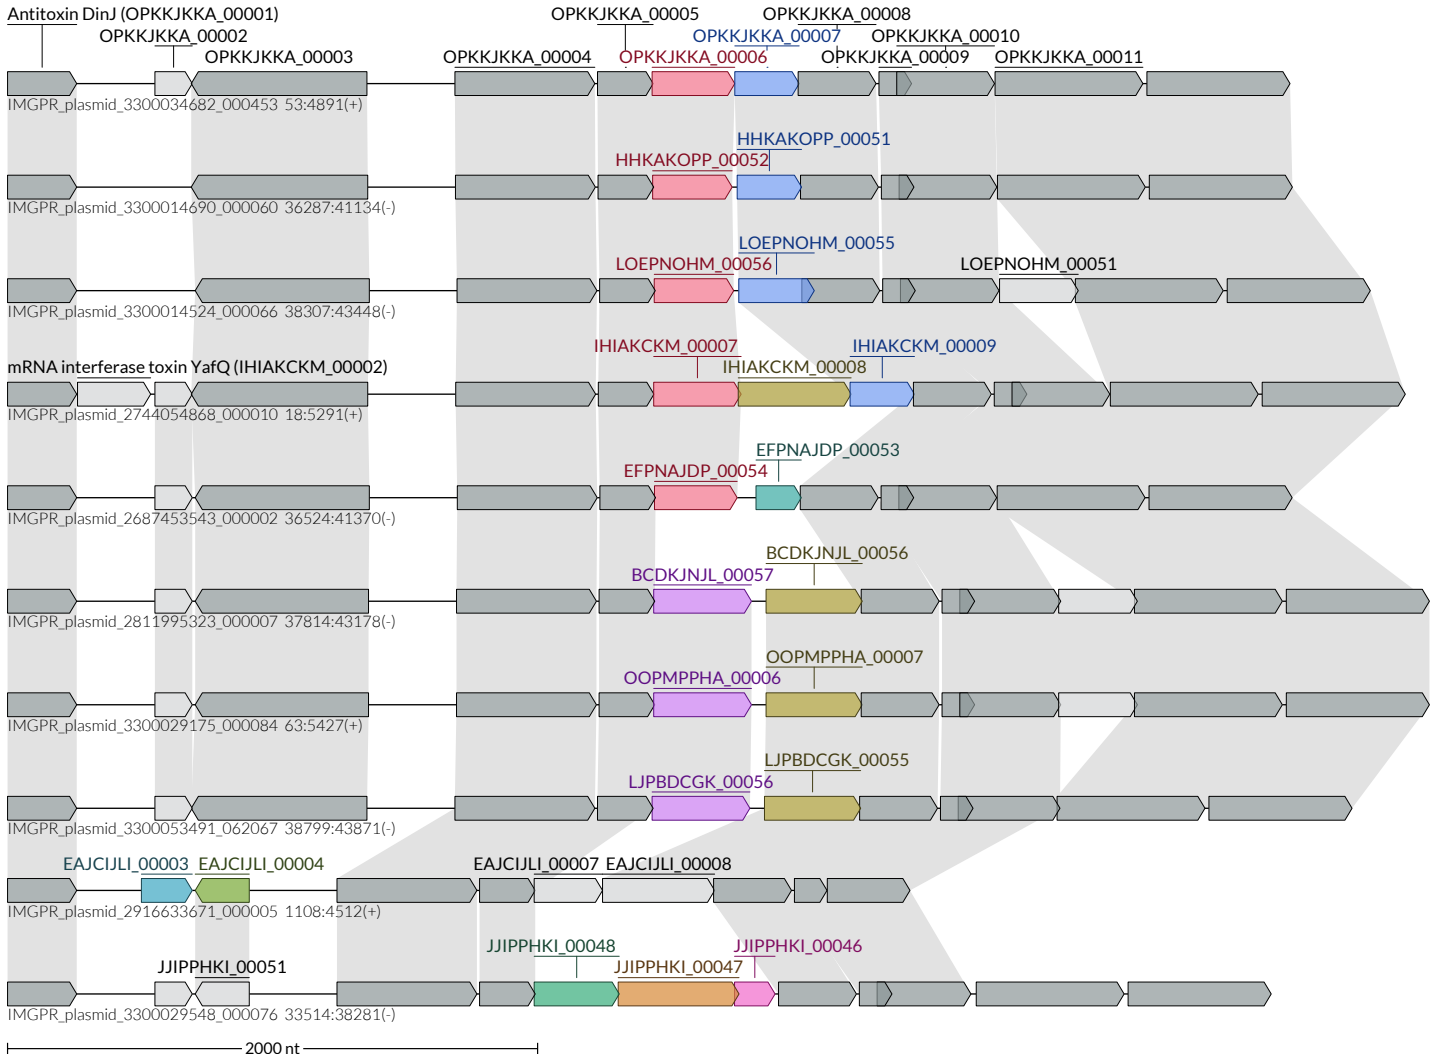 Antitoxin DinJ (OPKKJKKA_00001)
OPKKJKKA_00005
OPKKJKKA_00008
OPKKJKKA_00002
OPKKJKKA_00007
OPKKJKKA_00010
OPKKJKKA_00003
OPKKJKKA_00004
OPKKJKKA_00006
OPKKJKKA_00009
OPKKJKKA_00011
IMGPR_plasmid_3300034682_000453 53:4891(+)
HHKAKOPP_00051
HHKAKOPP_00052
IMGPR_plasmid_3300014690_000060 36287:41134(-)
LOEPNOHM_00055
LOEPNOHM_00056
LOEPNOHM_00051
IMGPR_plasmid_3300014524_000066 38307:43448(-)
IHIAKCKM_00007
IHIAKCKM_00009
mRNA interferase toxin YafQ (IHIAKCKM_00002)
IHIAKCKM_00008
IMGPR_plasmid_2744054868_000010 18:5291(+)
EFPNAJDP_00053
EFPNAJDP_00054
IMGPR_plasmid_2687453543_000002 36524:41370(-)
BCDKJNJL_00056
BCDKJNJL_00057
IMGPR_plasmid_2811995323_000007 37814:43178(-)
OOPMPPHA_00007
OOPMPPHA_00006
IMGPR_plasmid_3300029175_000084 63:5427(+)
LJPBDCGK_00055
LJPBDCGK_00056
IMGPR_plasmid_3300053491_062067 38799:43871(-)
EAJCIJLI_00003
EAJCIJLI_00004
EAJCIJLI_00007
EAJCIJLI_00008
IMGPR_plasmid_2916633671_000005 1108:4512(+)
JJIPPHKI_00048
JJIPPHKI_00046
JJIPPHKI_00051
JJIPPHKI_00047
IMGPR_plasmid_3300029548_000076 33514:38281(-)
2000 nt